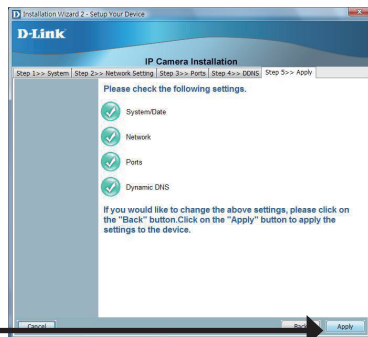 Installation Wizard 2 - Setup Your Device
D-Link
IP Camera Installation
Step 1>> System Step 2>> Network Setting Step 3>> Ports Step 4>> DDNS Step 5>> Apply
Please check the following settings.
System/Date
Network
Ports
Dynamic DNS
If you would like to change the above
settings, please click on
the "Back" button.Click on the "Apply" button to apply the
settings to the device.
Cancel Back Apply